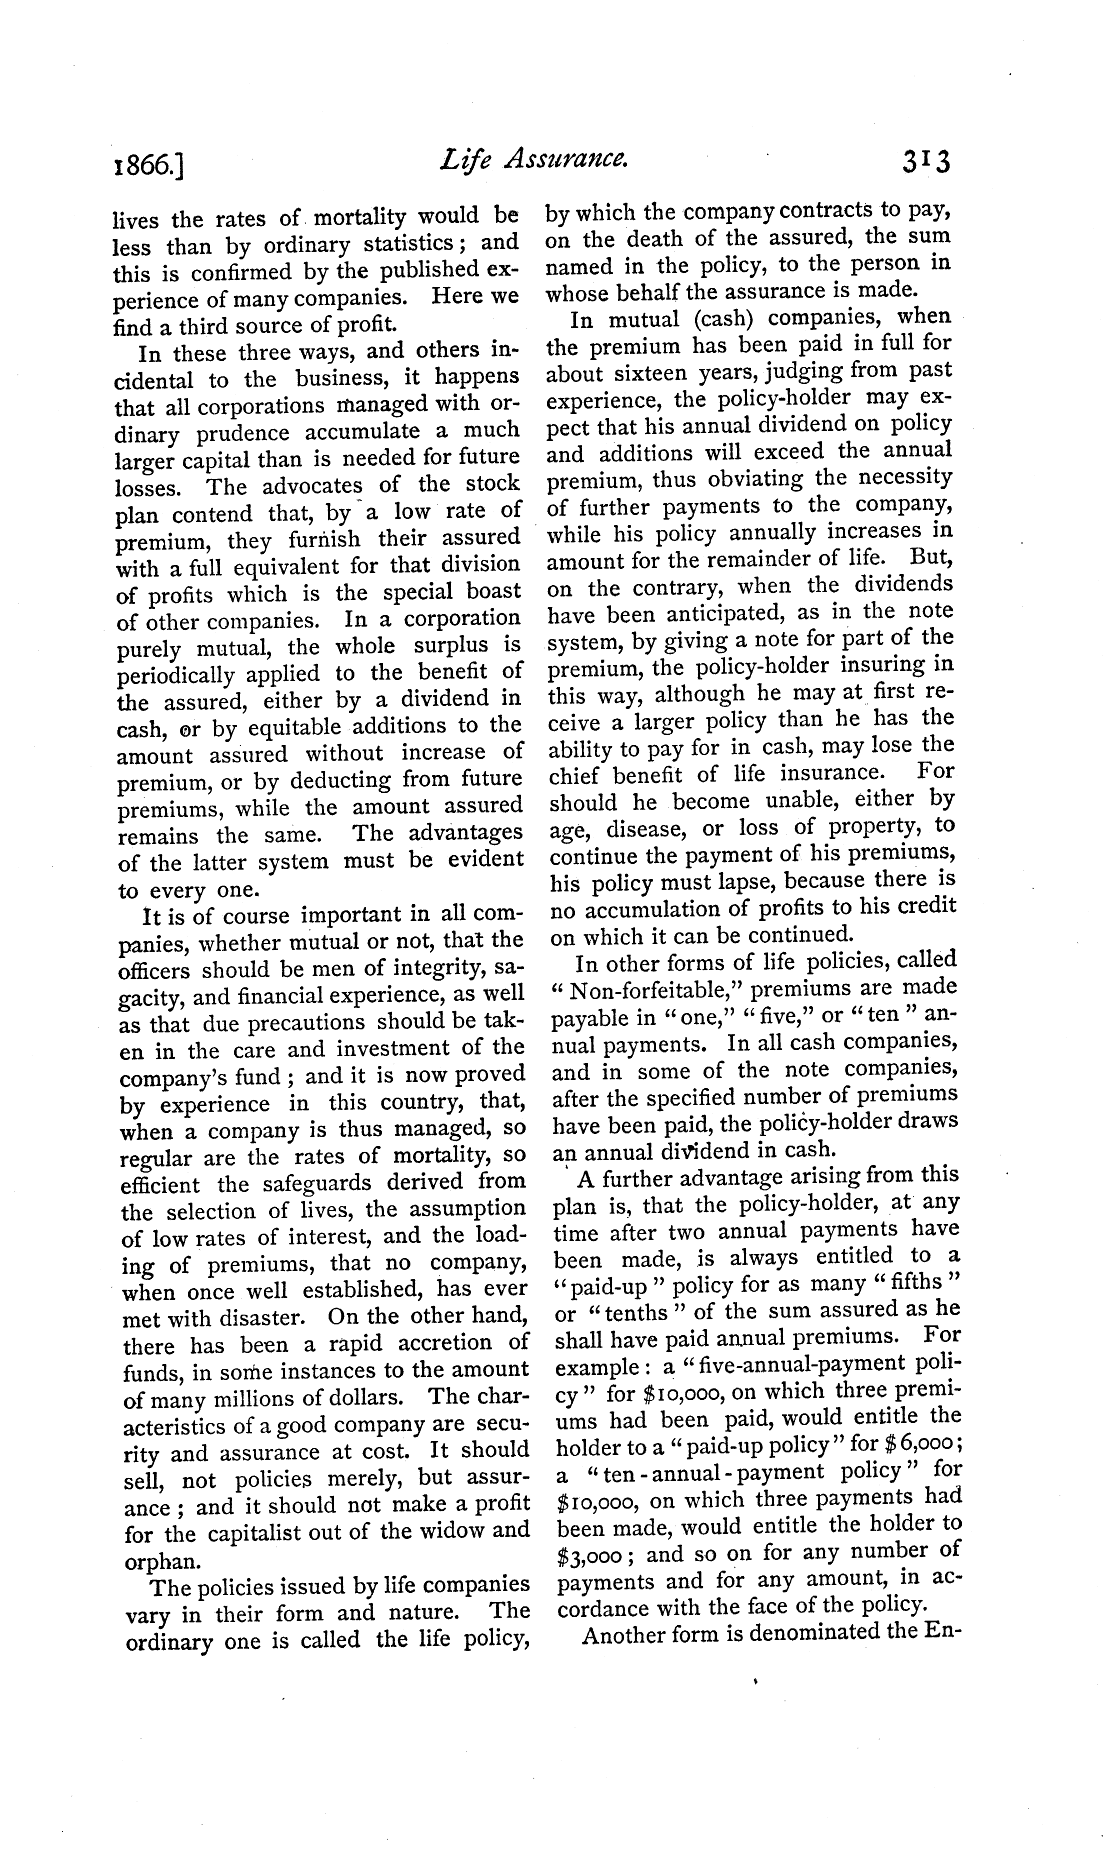 1866.] Life Assurance. 313
lives the rates of mortality would be
less than by ordinary statistics; and
this is confirmed by the published ex-
perience of many companies. Here we
find a third source of profit.
In these three ways, and others in-
cidental to the business, it happens
that all corporations managed with or-
dinary prudence accumulate a much
larger capital than is needed for future
losses. The advocates of the stock
plan contend that, by a low rate of
premium, they furnish their assured
with a full equivalent for that division
of profits which is the special boast
of other companies. In a corporation
purely mutual, the whole surplus is
periodically applied to the benefit of
the assured, either by a dividend in
cash, or by equitable additions to the
amount assured without increase of
premium, or by deducting from future
premiums, while the amount assured
remains the same. The advantages
of the latter system must be evident
to every one.
It is of course important in all com-
panies, whether mutual or not, that the
officers should be men of integrity, sa-
gacity, and financial experience, as well
as that due precautions should be tak-
en in the care and investment of the
company's fund; and it is now proved
by experience in this country, that,
when a company is thus managed, so
regular are the rates of mortality, so
efficient the safeguards derived from
the selection of lives, the assumption
of low rates of interest, and the load-
ing of premiums, that no company,
when once well established, has ever
met with disaster. On the other hand,
there has been a rapid accretion of
funds, in some instances to the amount
of many millions of dollars. The char-
acteristics of a good company are secu-
rity and assurance at cost. It should
sell, not policies merely, but assur-
ance; and it should not make a profit
for the capitalist out of the widow and
orphan.
The policies issued by life companies
vary in their form and nature. The
ordinary one is called the life policy,
by which the company contracts to pay,
on the death of the assured, the sum
named in the policy, to the person in
whose behalf the assurance is made.
In mutual (cash) companies, when
the premium has been paid in full for
about sixteen years, judging from past
experience, the policy-holder may ex-
pect that his annual dividend on policy
and additions will exceed the annual
premium, thus obviating the necessity
of further payments to the company,
while his policy annually increases in
amount for the remainder of life. But,
on the contrary, when the dividends
have been anticipated, as in the note
system, by giving a note for part of the
premium, the policy-holder insuring in
this way, although he may at first re-
ceive a larger policy than he has the
ability to pay for in cash, may lose the
chief benefit of life insurance. For
should he become unable, either by
age, disease, or loss of property, to
continue the payment of his premiums,
his policy must lapse, because there is
no accumulation of profits to his credit
on which it can be continued.
In other forms of life policies, called
"Non-forfeitable," premiums are made
payable in "one," "five," or "ten" an-
nual payments. In all cash companies,
and in some of the note companies,
after the specified number of premiums
have been paid, the policy-holder draws
an annual dividend in cash.
A further advantage arising from this
plan is, that the policy-holder, at any
time after two annual payments have
been made, is always entitled to a
"paid-up" policy for as many "fifths"
or "tenths" of the sum assured as he
shall have paid annual premiums. For
example: a "five-annual-payment poli-
cy" for $10,000, on which three premi-
ums had been paid, would entitle the
holder to a "paid-up policy" for $6,000;
a "ten-annual-payment policy" for
$10,000, on which three payments had
been made, would entitle the holder to
$3,000; and so on for any number of
payments and for any amount, in ac-
cordance with the face of the policy.
Another form is denominated the En-